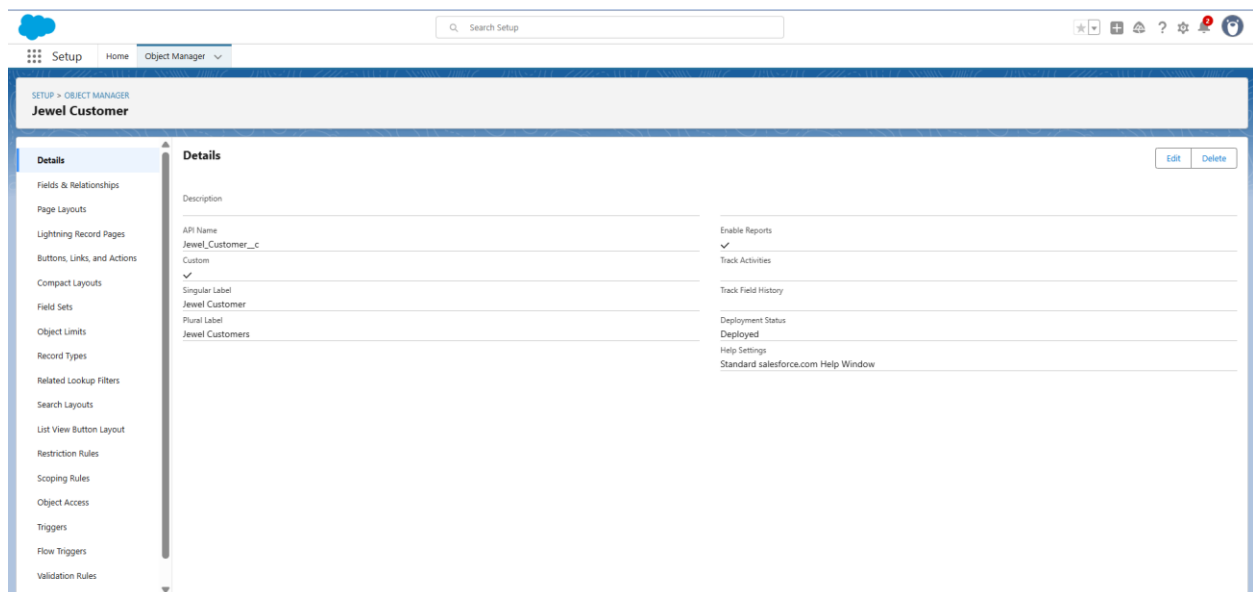 Search Setup
2
Setup
Home
Object Manager
SETUP > OBJECT MANAGER
Jewel Customer
Details
Fields & Relationships
Page Layouts
Lightning Record Pages
Buttons, Links, and Actions
Compact Layouts
Field Sets
Object Limits
Record Types
Related Lookup Filters
Search Layouts
List View Button Layout
Restriction Rules
Scoping Rules
Object Access
Triggers
Flow Triggers
Validation Rules
Details
Edit
Delete
Description
API Name
Jewel_Customer__c
Custom
Singular Label
Jewel Customer
Plural Label
Jewel Customers
Enable Reports
Track Activities
Track Field History
Deployment Status
Deployed
Help Settings
Standard salesforce.com Help Window